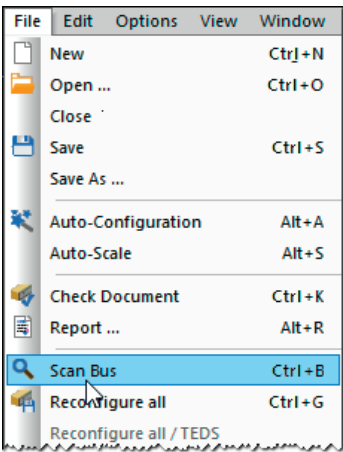 File Edit Options View Window
New Ctrl+N
Open ... Ctrl+O
Close
Save Ctrl+S
Save As ...
Auto-Configuration Alt+A
Auto-Scale Alt+S
Check Document Ctrl+K
Report ... Alt+R
Scan Bus Ctrl+B
Reconfigure all Ctrl+G
Reconfigure all / TEDS